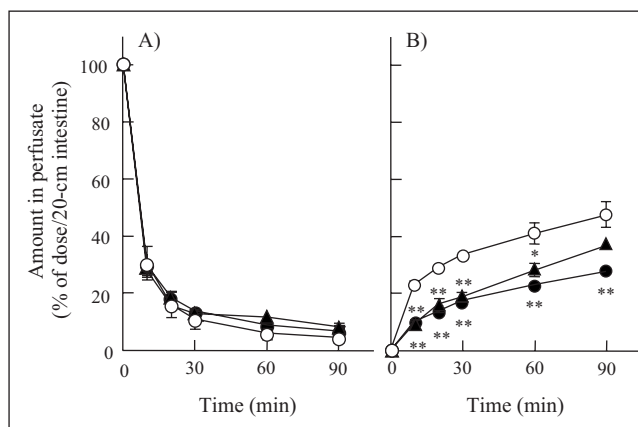 A)
B)
100
80
60
40
20
0
Amount in perfusate
(% of dose/20-cm intestine)
** ** * **
** ** ** **
0 30 60 90
0 30 60 90
Time (min)
Time (min)